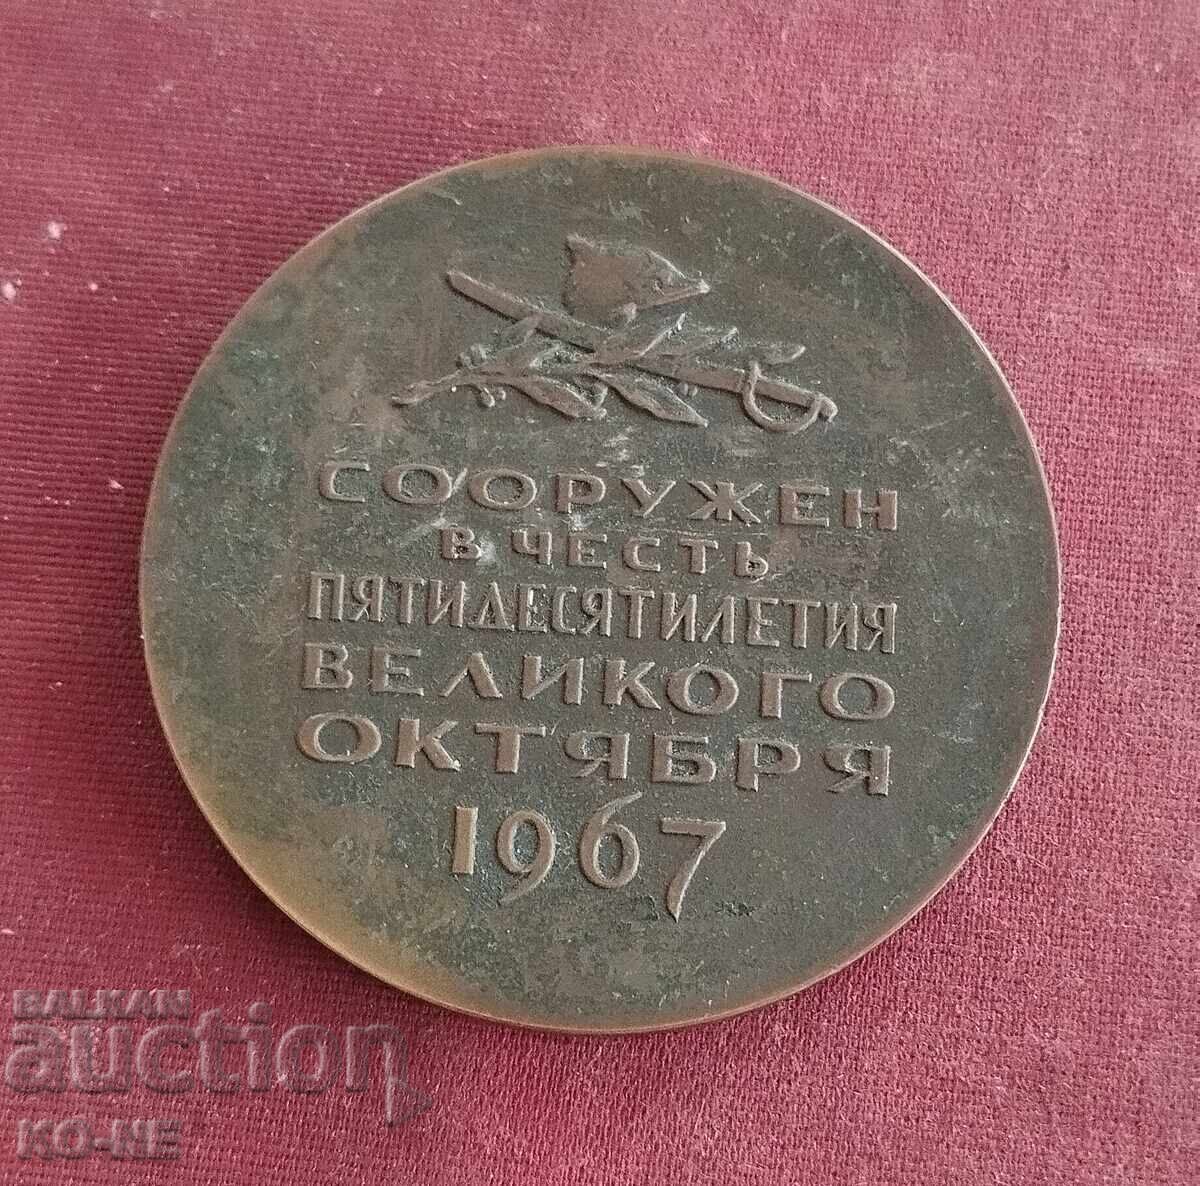 СООРУЖЕН
В ЧЕСТЬ
ПЯТИДЕСЯТИЛЕТИЯ
ВЕЛИКОГО
ОКТЯБРЯ
1967
BALKAN
auction
KO-NE